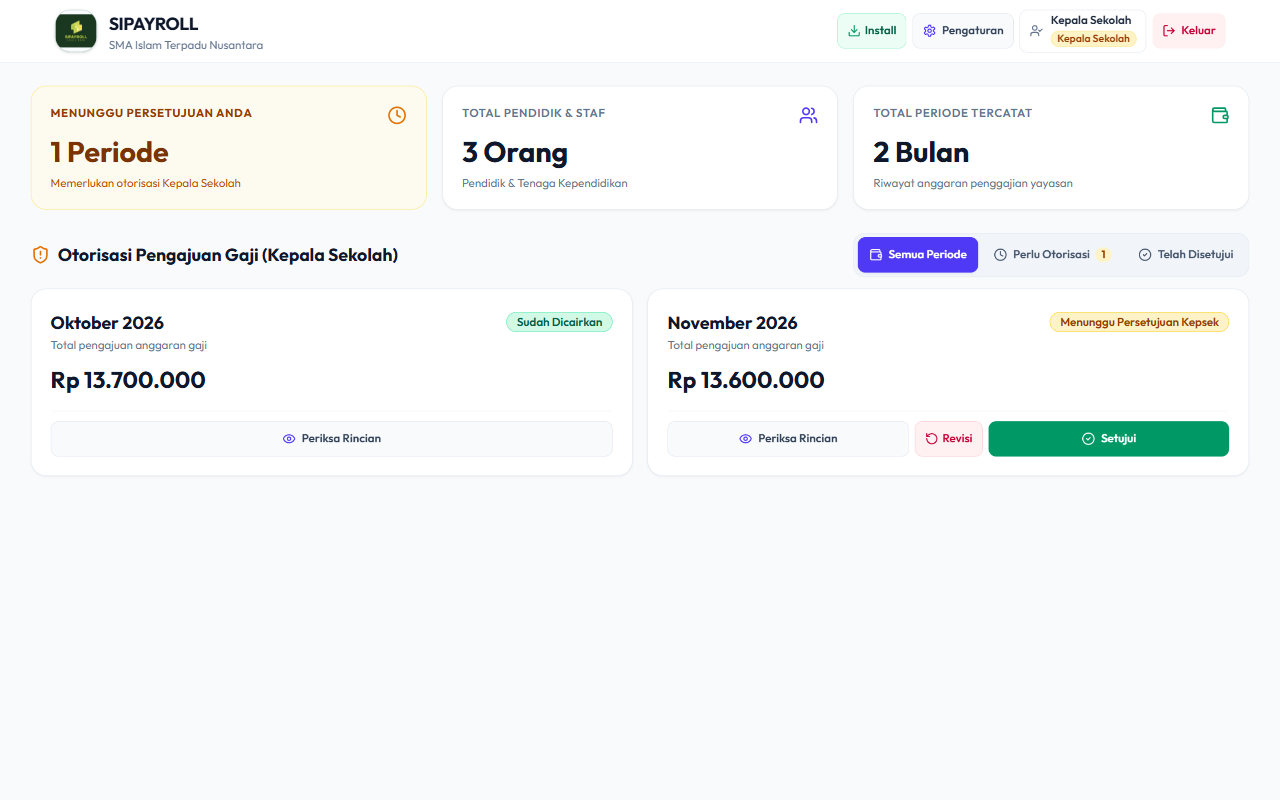 SIPAYROLL
SMA Islam Terpadu Nusantara
Install
Pengaturan
Kepala Sekolah
Kepala Sekolah
Keluar
MENUNGGU PERSETUJUAN ANDA
1 Periode
Memerlukan otorisasi Kepala Sekolah
TOTAL PENDIDIK & STAF
3 Orang
Pendidik & Tenaga Kependidikan
TOTAL PERIODE TERCATAT
2 Bulan
Riwayat anggaran penggajian yayasan
Otorisasi Pengajuan Gaji (Kepala Sekolah)
Semua Periode
Perlu Otorisasi 1
Telah Disetujui
Oktober 2026
Sudah Dicairkan
Total pengajuan anggaran gaji
Rp 13.700.000
Periksa Rincian
November 2026
Menunggu Persetujuan Kepsek
Total pengajuan anggaran gaji
Rp 13.600.000
Periksa Rincian
Revisi
Setujui